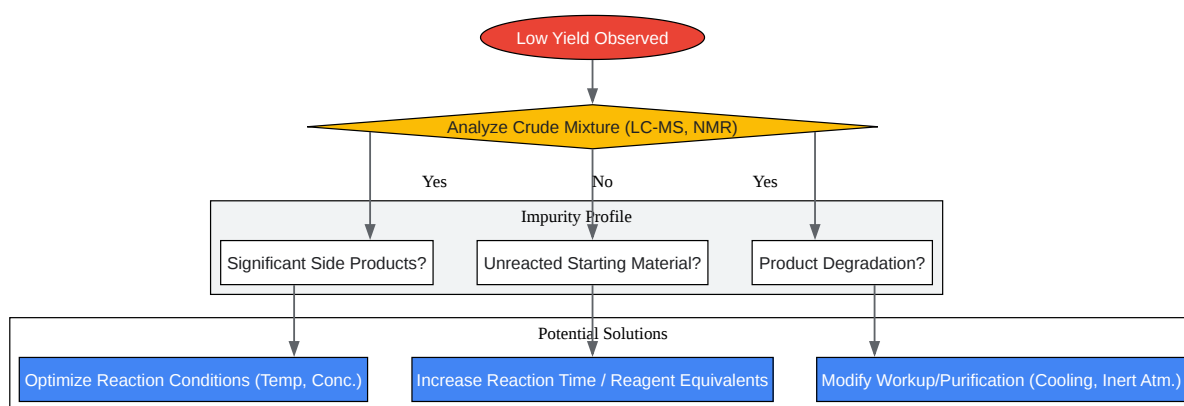 Low Yield Observed
Analyze Crude Mixture (LC-MS, NMR)
Yes
No
Yes
Impurity Profile
Significant Side Products?
Unreacted Starting Material?
Product Degradation?
Potential Solutions
Optimize Reaction Conditions (Temp, Conc.)
Increase Reaction Time / Reagent Equivalents
Modify Workup/Purification (Cooling, Inert Atm.)